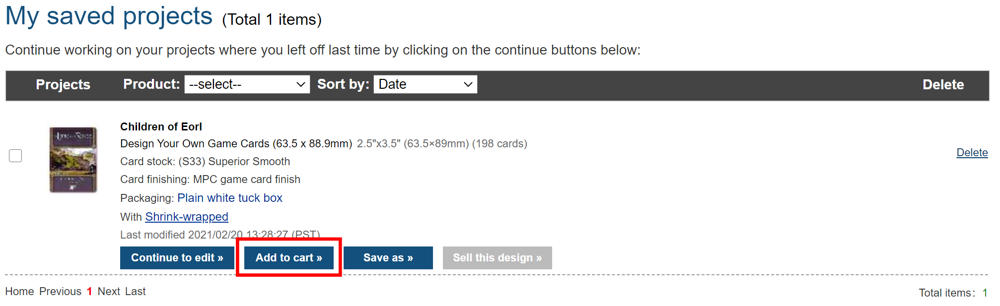 My saved projects (Total 1 items)
Continue working on your projects where you left off last time by clicking on the continue buttons below:
Projects Product: --select-- Sort by: Date Delete
Children of Eorl
Design Your Own Game Cards (63.5 x 88.9mm) 2.5"x3.5" (63.5×89mm) (198 cards)
Card stock: (S33) Superior Smooth
Delete
Card finishing: MPC game card finish
Packaging: Plain white tuck box
With Shrink-wrapped
Last modified 2021/02/20 13:28:27 (PST)
Continue to edit » Add to cart » Save as » Sell this design »
Home Previous 1 Next Last
Total items: 1